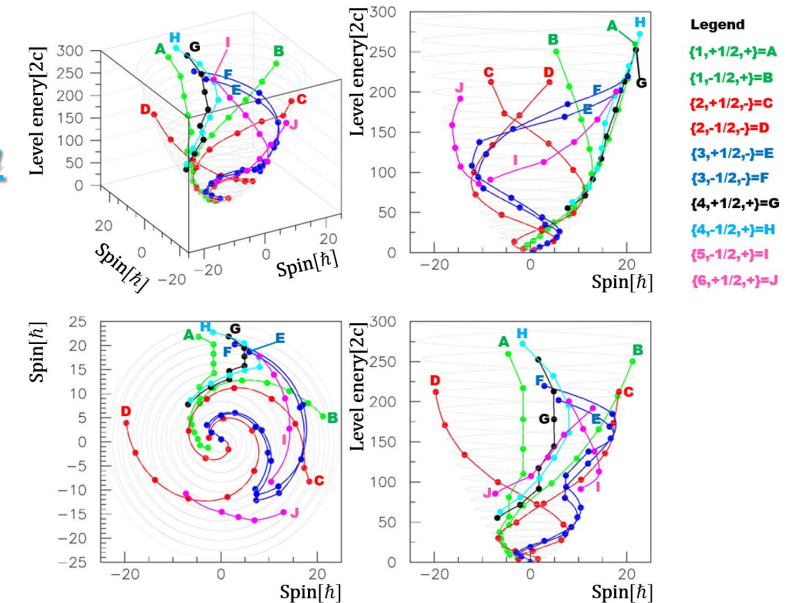 Level enery[2c]
300
250
200
150
100
50
0
A
H
G
I
B
F
E
C
D
J
20
0
−20
Spin[ℏ]
−20
0
20
Spin[ℏ]
Level enery[2c]
300
250
200
150
100
50
0
A
H
B
G
C
D
F
E
J
I
−20
0
20
Spin[ℏ]
Legend
{1,+1/2,+}=A
{1,-1/2,+}=B
{2,+1/2,-}=C
{2,-1/2,-}=D
{3,+1/2,-}=E
{3,-1/2,-}=F
{4,+1/2,+}=G
{4,-1/2,+}=H
{5,-1/2,+}=I
{6,+1/2,+}=J
Spin[ℏ]
25
20
15
10
5
0
−5
−10
−15
−20
−25
A
H
G
F
E
D
B
I
C
J
−20
0
20
Spin[ℏ]
Level enery[2c]
300
250
200
150
100
50
0
H
A
B
D
F
C
G
E
J
I
−20
0
20
Spin[ℏ]